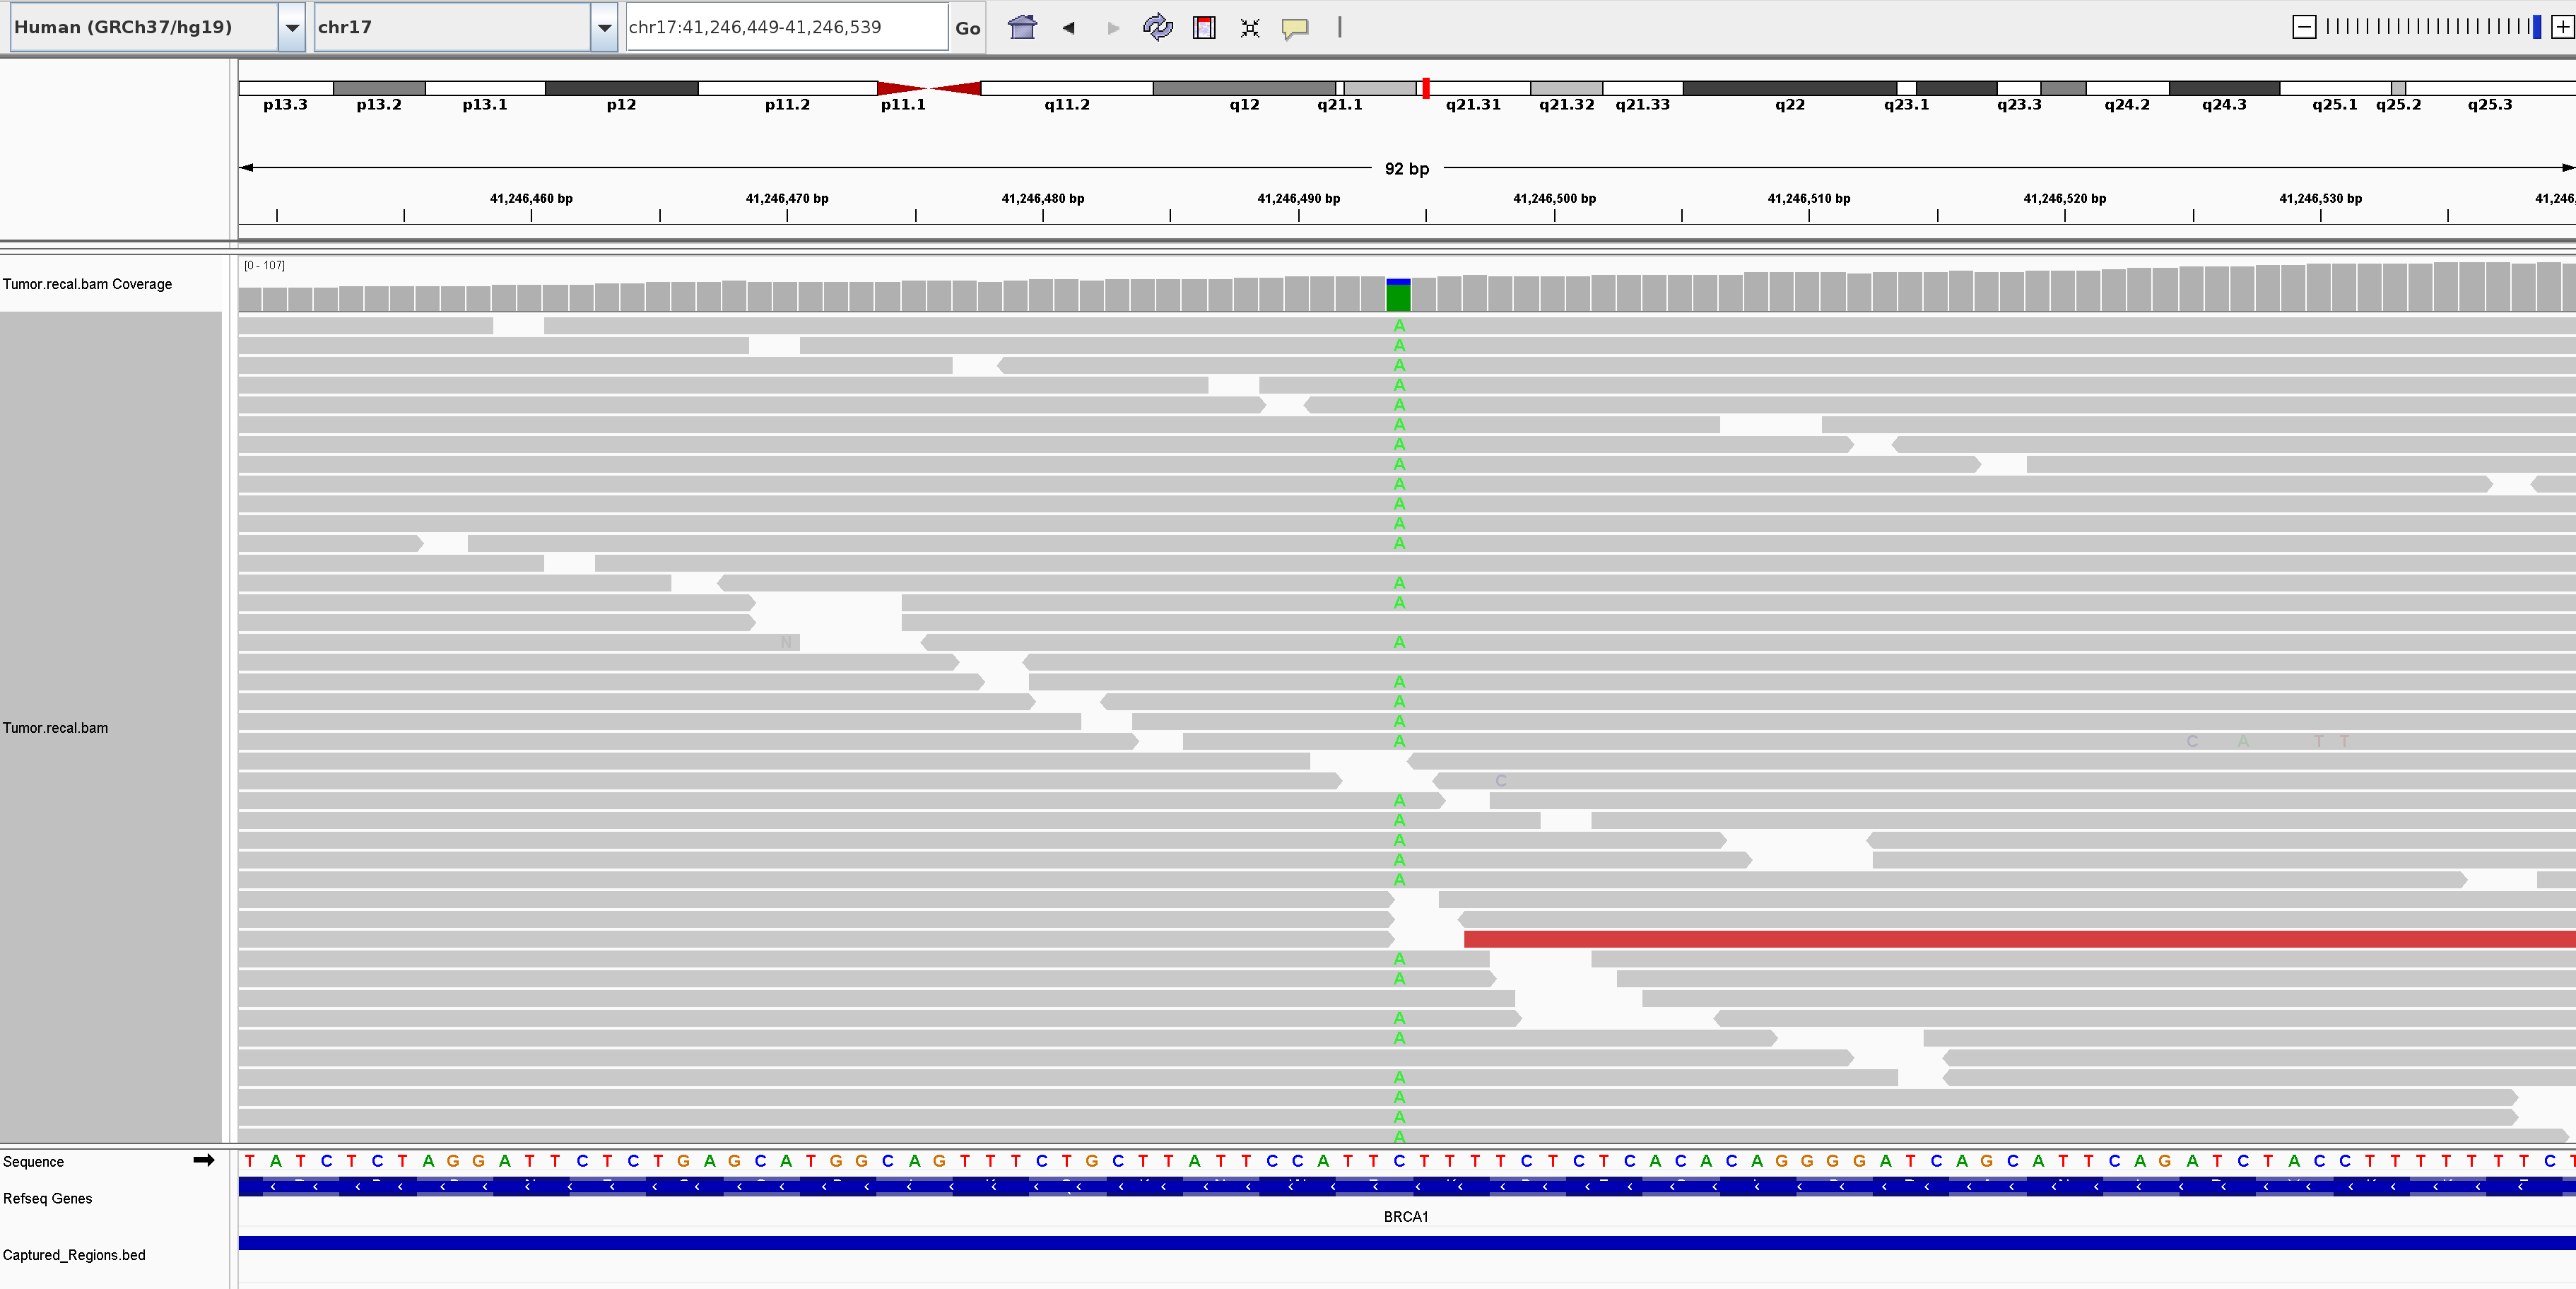 Human (GRCh37/hg19) chr17 chr17:41,246,449-41,246,539 Go
p13.3 p13.2 p13.1 p12 p11.2 p11.1 q11.2 q12 q21.1 q21.31 q21.32 q21.33 q22 q23.1 q23.3 q24.2 q24.3 q25.1 q25.2 q25.3
92 bp
41,246,460 bp 41,246,470 bp 41,246,480 bp 41,246,490 bp 41,246,500 bp 41,246,510 bp 41,246,520 bp 41,246,530 bp 41,246,
[0 - 107]
Tumor.recal.bam Coverage
A
A
A
A
A
A
A
A
A
A
A
A
A
A
N A
A
A
Tumor.recal.bam
A
A C A T T
C
A
A
A
A
A
A
A
A
A
A
A
A
A
Sequence T A T C T C T A G G A T T C T C T G A G C A T G G C A G T T T C T G C T T A T T C C A T T C T T T T C T C T C A C A C A G G G G A T C A G C A T T C A G A T C T A C C T T T T T T C T
Refseq Genes
BRCA1
Captured_Regions.bed